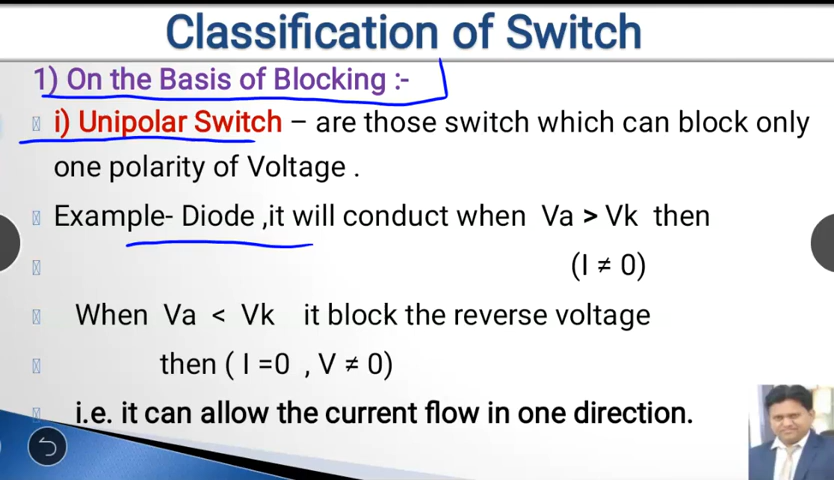 Classification of Switch
1) On the Basis of Blocking :-
i) Unipolar Switch – are those switch which can block only
one polarity of Voltage .
Example- Diode ,it will conduct when Va > Vk then
(I ≠ 0)
When Va < Vk it block the reverse voltage
then ( I =0 , V ≠ 0)
i.e. it can allow the current flow in one direction.